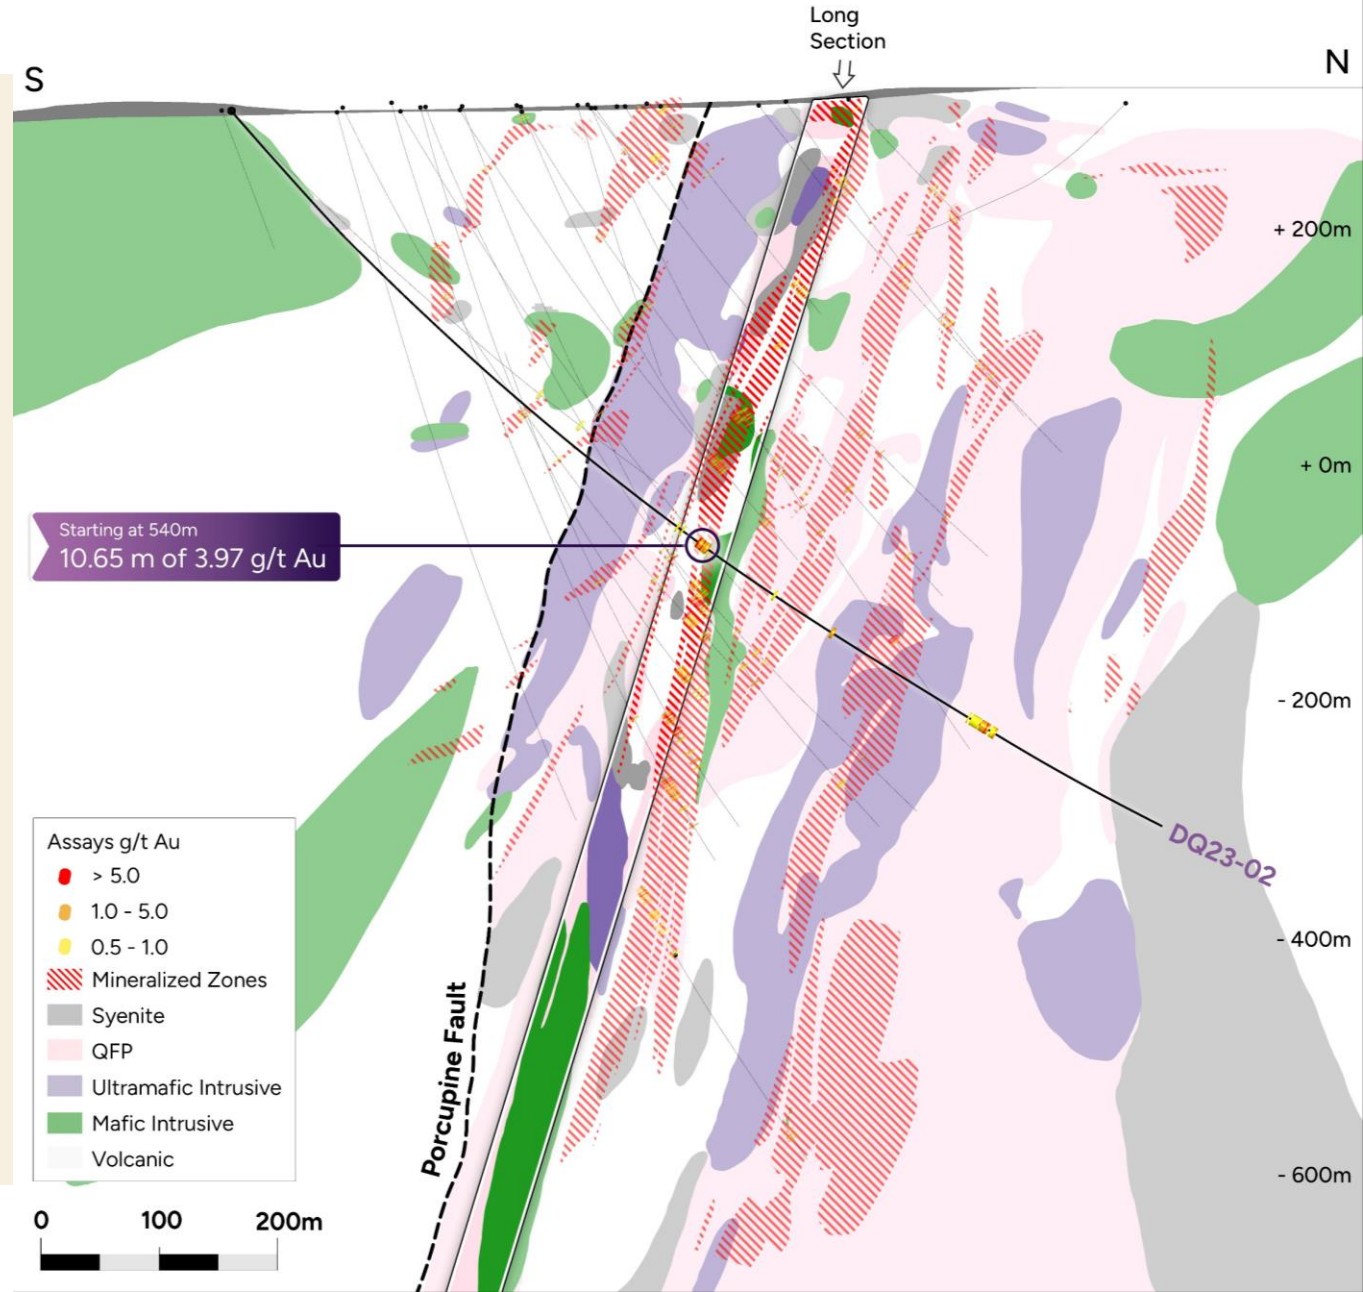 Long
Section
S
N
+ 200m
+ 0m
Starting at 540m
10.65 m of 3.97 g/t Au
- 200m
DQ23-02
Assays g/t Au
> 5.0
1.0 - 5.0
0.5 - 1.0
Mineralized Zones
Syenite
QFP
Ultramafic Intrusive
Mafic Intrusive
Volcanic
- 400m
Porcupine Fault
- 600m
0 100 200m